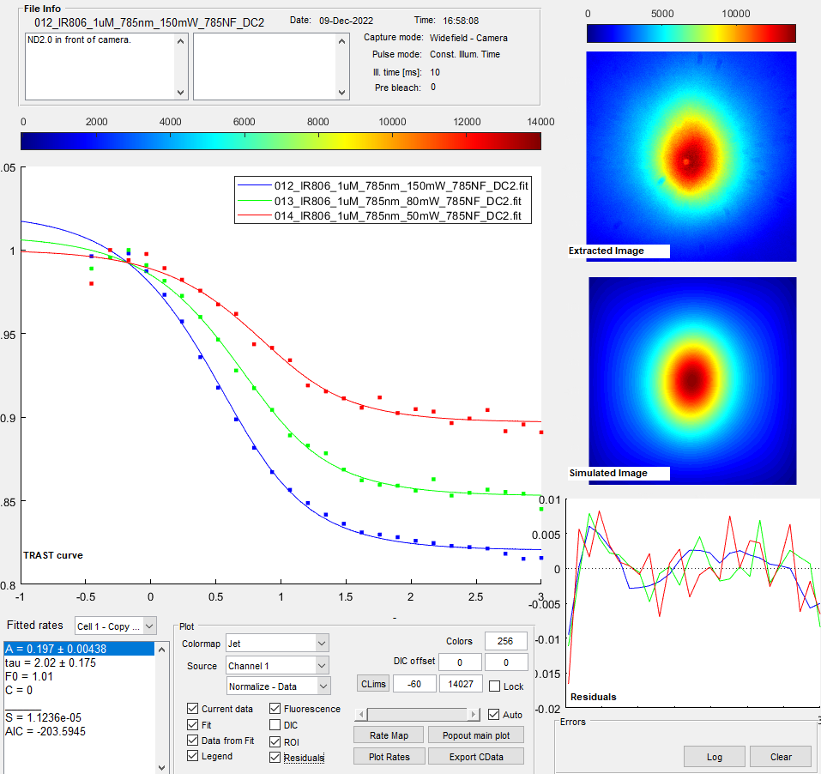 File Info
012_IR806_1uM_785nm_150mW_785NF_DC2
Date: 09-Dec-2022
Time: 16:58:08
ND2.0 in front of camera.
Capture mode: Widefield - Camera
Pulse mode: Const. Illum. Time
Ill. time [ms]: 10
Pre bleach: 0
0 2000 4000 6000 8000 10000 12000 14000
0 5000 10000
Extracted Image
Simulated Image
.05
1
.95
0.9
.85
0.8
012_IR806_1uM_785nm_150mW_785NF_DC2.fit
013_IR806_1uM_785nm_80mW_785NF_DC2.fit
014_IR806_1uM_785nm_50mW_785NF_DC2.fit
TRAST curve
-1 -0.5 0 0.5 1 1.5 2 2.5 -3
0.01
0.005
0
-0.005
-0.01
-0.015
-0.02
Residuals
Fitted rates
Cell 1 - Copy ...
A = 0.197 ± 0.00438
tau = 2.02 ± 0.175
F0 = 1.01
C = 0
S = 1.1236e-05
AIC = -203.5945
Plot
Colormap Jet
Source Channel 1
Normalize - Data
Colors 256
DIC offset 0 0
CLims -60 14027 Lock
Current data
Fluorescence
Fit
DIC
Data from Fit
ROI
Legend
Residuals
Auto
Rate Map
Popout main plot
Plot Rates
Export CData
Errors
Log
Clear